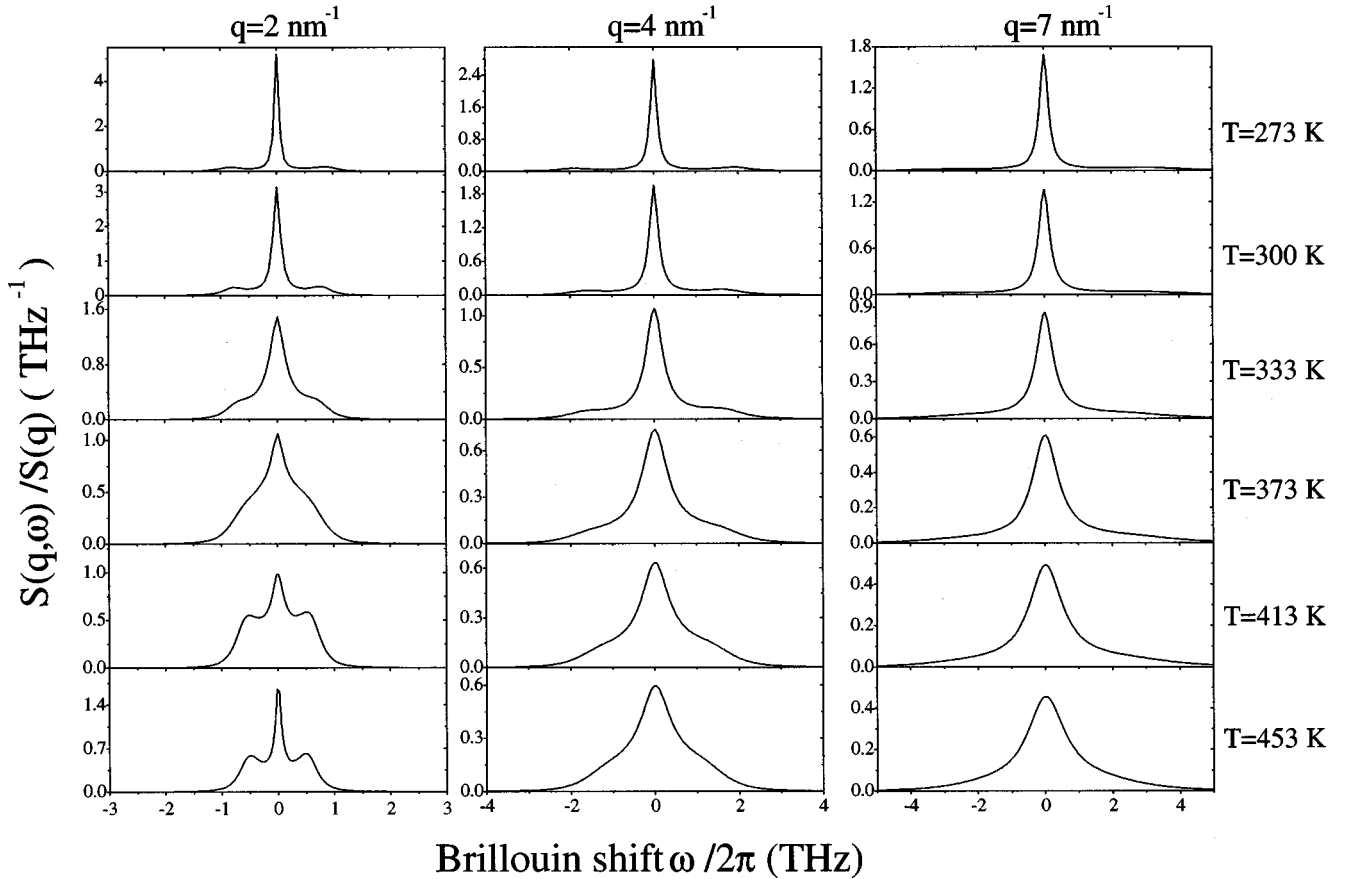 q=2 nm⁻¹ q=4 nm⁻¹ q=7 nm⁻¹
4 2 0
2.4 1.6 0.8 0.0
1.8 1.2 0.6 0.0
T=273 K
3 2 1 0
1.8 1.2 0.6 0.0
1.2 0.6 0.0
T=300 K
1.6 0.8 0.0
1.0 0.5 0.0
0.9 0.6 0.3 0.0
T=333 K
1.0 0.5 0.0
0.6 0.3 0.0
0.6 0.4 0.2 0.0
T=373 K
1.0 0.5 0.0
0.6 0.3 0.0
0.4 0.2 0.0
T=413 K
1.4 0.7 0.0
0.6 0.3 0.0
0.4 0.2 0.0
T=453 K
-3 -2 -1 0 1 2 3
-4 -2 0 2 4
-4 -2 0 2 4
S(q,ω) /S(q) ( THz⁻¹ )
Brillouin shift ω /2π (THz)